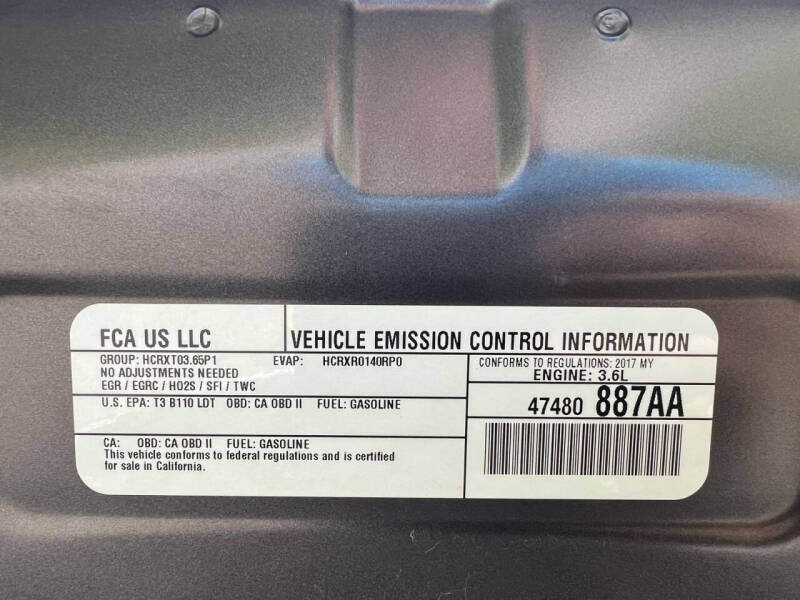 FCA US LLC
VEHICLE EMISSION CONTROL INFORMATION
GROUP: HCRXT03.65P1 EVAP: HCRXR0140RP0
NO ADJUSTMENTS NEEDED
EGR / EGRC / HO2S / SFI / TWC
CONFORMS TO REGULATIONS: 2017 MY
ENGINE: 3.6L
U.S. EPA: T3 B110 LDT OBD: CA OBD II FUEL: GASOLINE
47480 887AA
CA: OBD: CA OBD II FUEL: GASOLINE
This vehicle conforms to federal regulations and is certified
for sale in California.